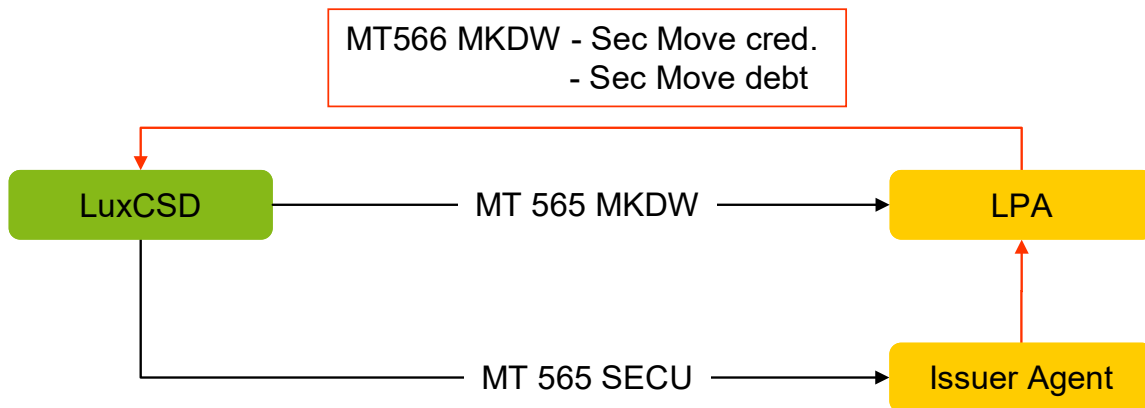 MT566 MKDW - Sec Move cred.
- Sec Move debt
LuxCSD
MT 565 MKDW
LPA
MT 565 SECU
Issuer Agent